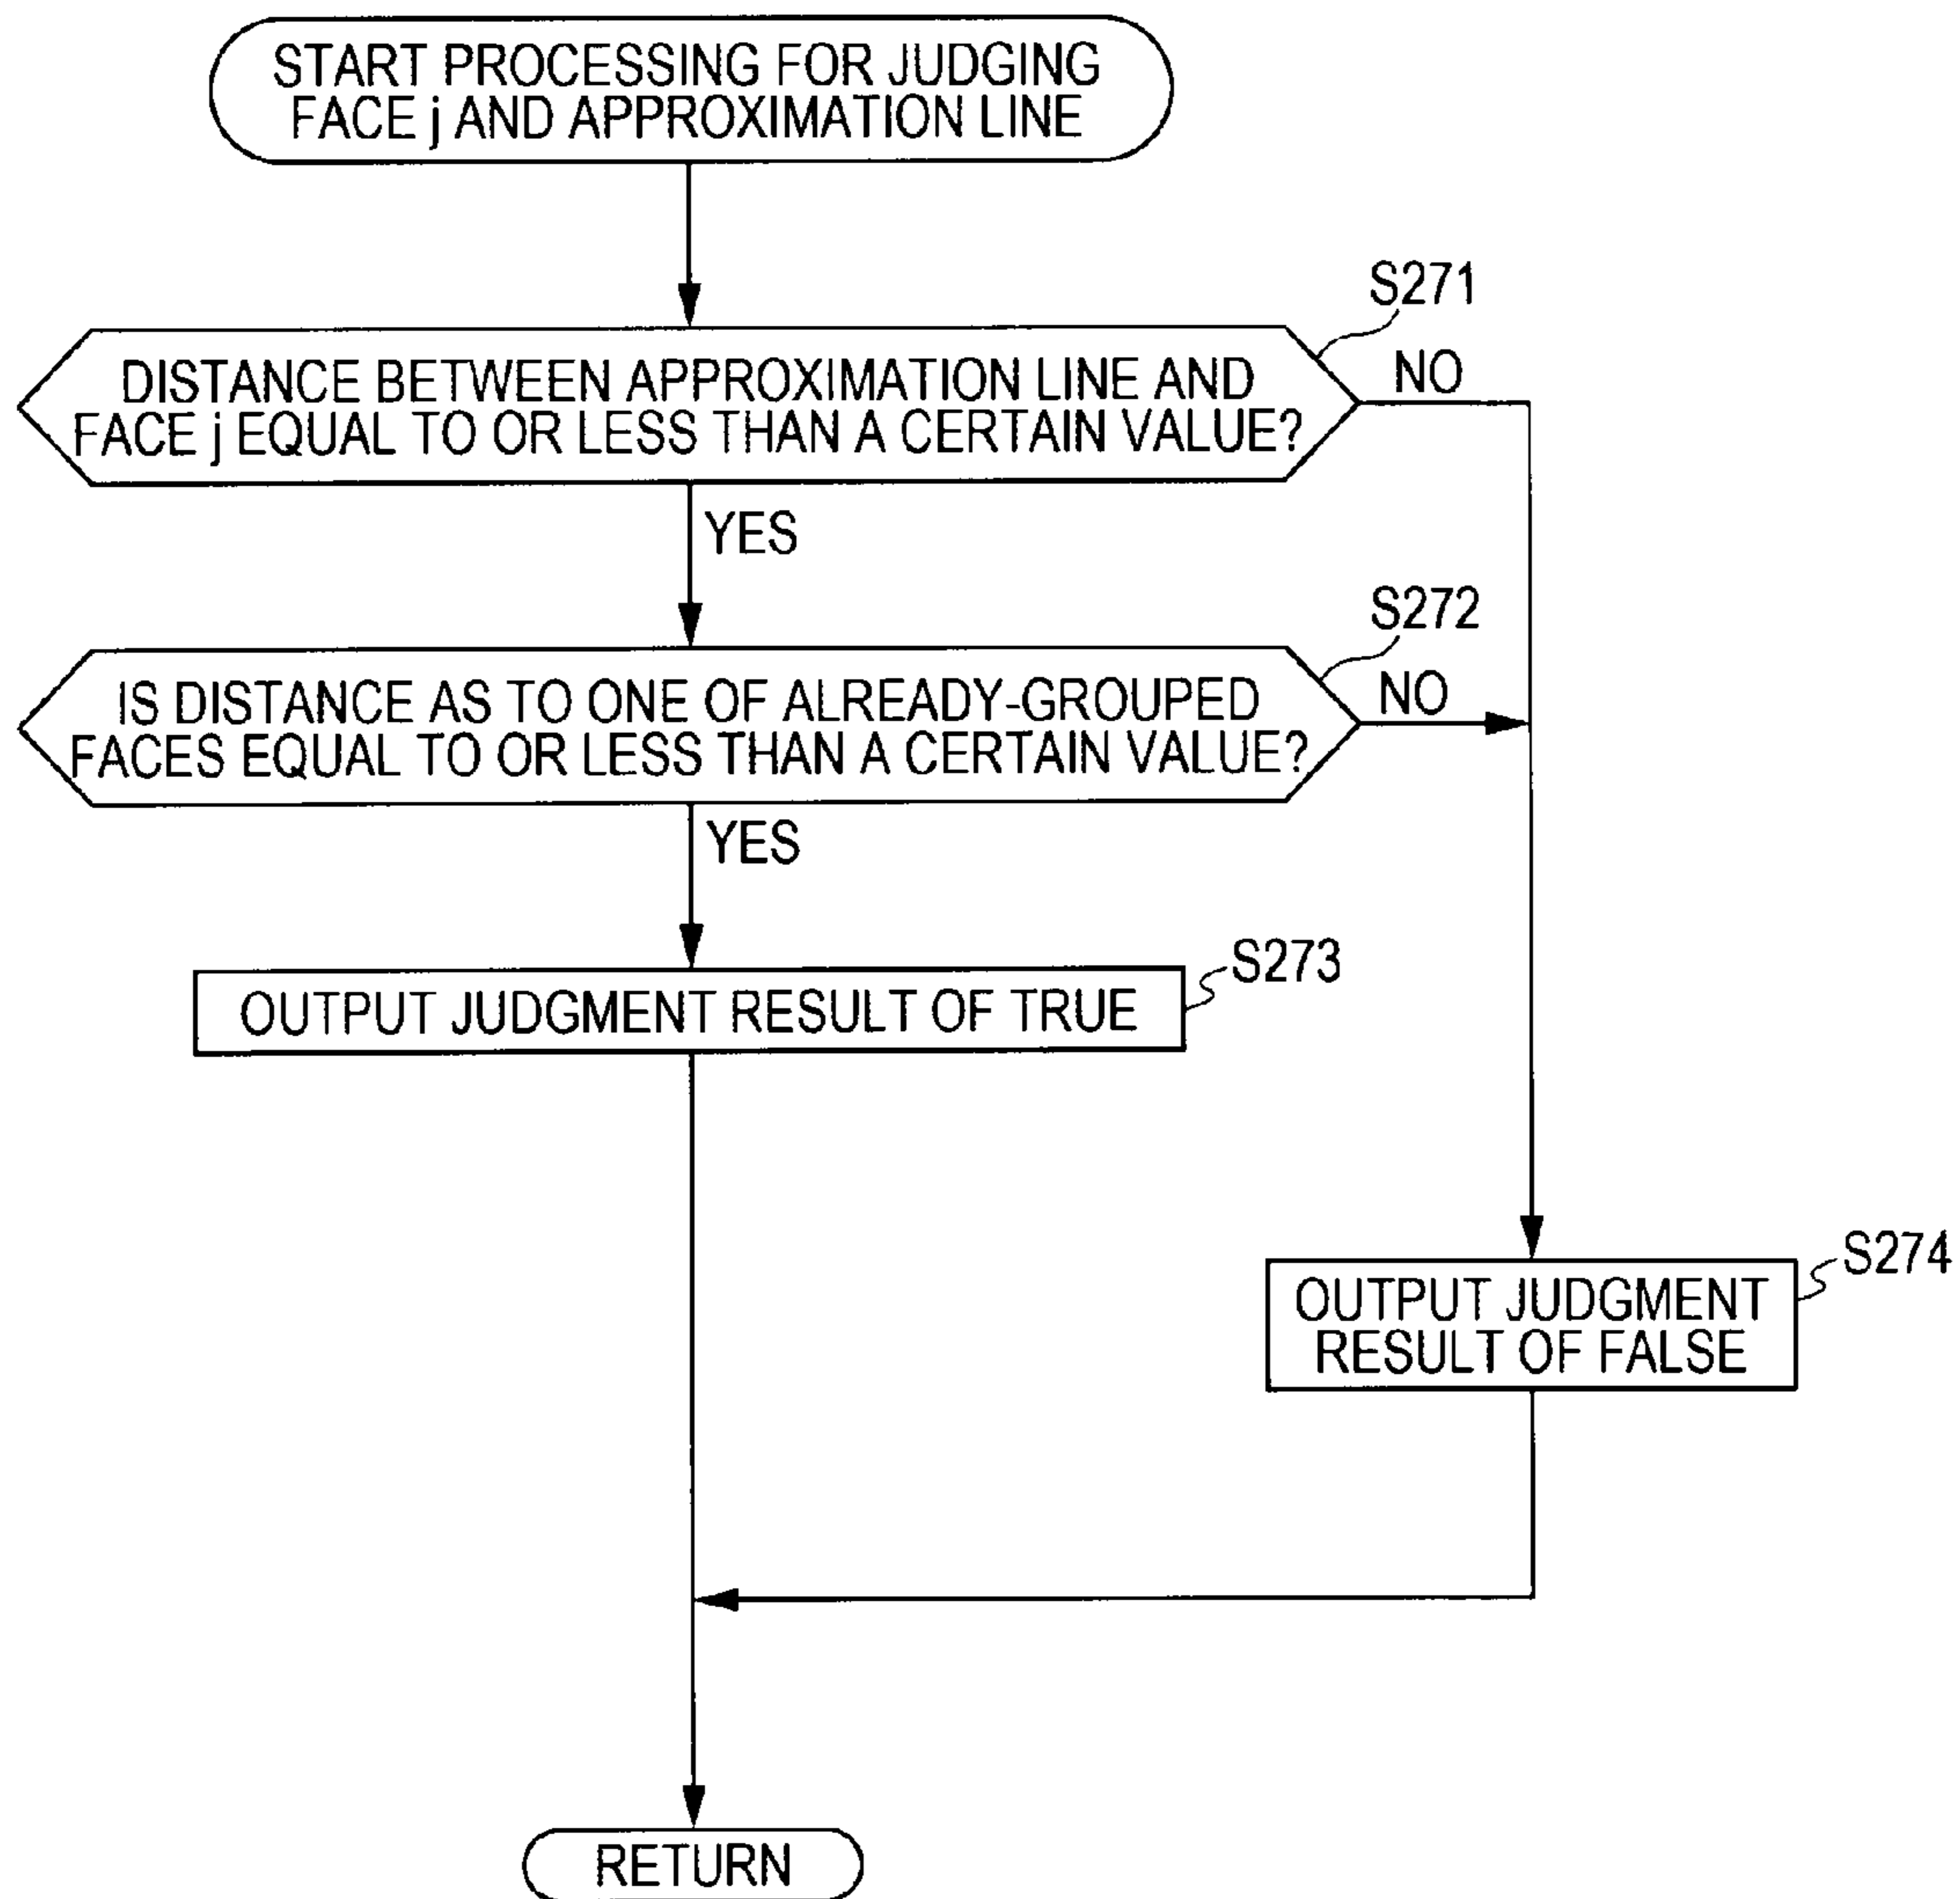 START PROCESSING FOR JUDGING
FACE j AND APPROXIMATION LINE
S271
DISTANCE BETWEEN APPROXIMATION LINE AND
FACE j EQUAL TO OR LESS THAN A CERTAIN VALUE?
NO
YES
S272
IS DISTANCE AS TO ONE OF ALREADY-GROUPED
FACES EQUAL TO OR LESS THAN A CERTAIN VALUE?
NO
YES
S273
OUTPUT JUDGMENT RESULT OF TRUE
S274
OUTPUT JUDGMENT
RESULT OF FALSE
RETURN